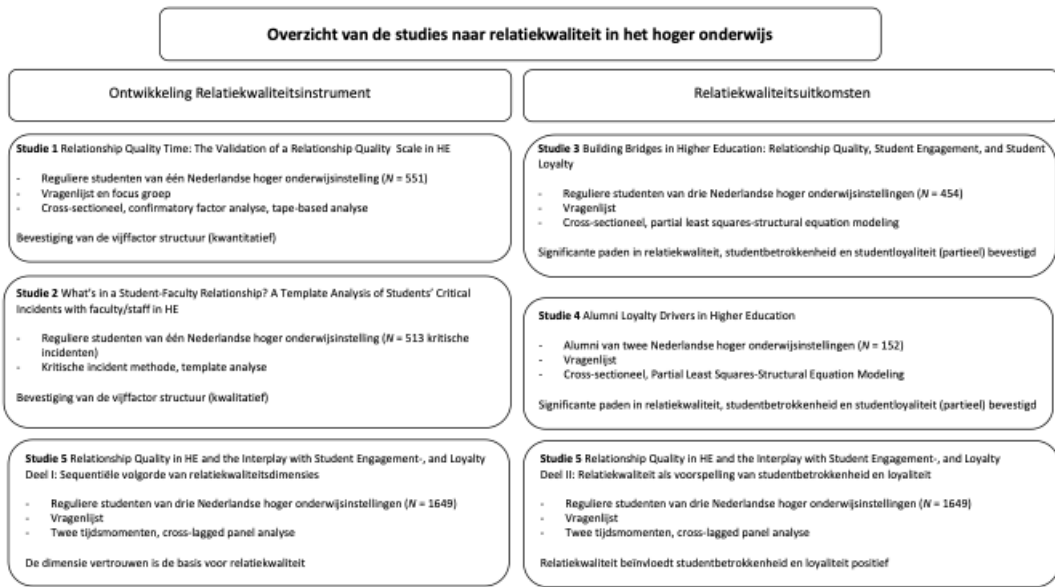 Overzicht van de studies naar relatiekwaliteit in het hoger onderwijs
Ontwikkeling Relatiekwaliteitsinstrument
Studie 1 Relationship Quality Time: The Validation of a Relationship Quality Scale in HE
- Reguliere studenten van één Nederlandse hoger onderwijsinstelling (N = 551)
- Vragenlijst en focus groep
- Cross-sectioneel, confirmatory factor analyse, tape-based analyse
Bevestiging van de vijffactor structuur (kwantitatief)
Studie 2 What's in a Student-Faculty Relationship? A Template Analysis of Students' Critical
Incidents with faculty/staff in HE
- Reguliere studenten van één Nederlandse hoger onderwijsinstelling (N = 513 kritische
incidenten)
- Kritische incident methode, template analyse
Bevestiging van de vijffactor structuur (kwalitatief)
Studie 5 Relationship Quality in HE and the Interplay with Student Engagement-, and Loyalty
Deel I: Sequentiële volgorde van relatiekwaliteitsdimensies
- Reguliere studenten van drie Nederlandse hoger onderwijsinstellingen (N = 1649)
- Vragenlijst
- Twee tijdsmomenten, cross-lagged panel analyse
De dimensie vertrouwen is de basis voor relatiekwaliteit
Relatiekwaliteitsuitkomsten
Studie 3 Building Bridges in Higher Education: Relationship Quality, Student Engagement, and Student
Loyalty
- Reguliere studenten van drie Nederlandse hoger onderwijsinstellingen (N = 454)
- Vragenlijst
- Cross-sectioneel, partial least squares-structural equation modeling
Significante paden in relatiekwaliteit, studentbetrokkenheid en studentloyaliteit (partieel) bevestigd
Studie 4 Alumni Loyalty Drivers in Higher Education
- Alumni van twee Nederlandse hoger onderwijsinstellingen (N = 152)
- Vragenlijst
- Cross-sectioneel, Partial Least Squares-Structural Equation Modeling
Significante paden in relatiekwaliteit, studentbetrokkenheid en studentloyaliteit (partieel) bevestigd
Studie 5 Relationship Quality in HE and the Interplay with Student Engagement-, and Loyalty
Deel II: Relatiekwaliteit als voorspelling van studentbetrokkenheid en loyaliteit
- Reguliere studenten van drie Nederlandse hoger onderwijsinstellingen (N = 1649)
- Vragenlijst
- Twee tijdsmomenten, cross-lagged panel analyse
Relatiekwaliteit beïnvloedt studentbetrokkenheid en loyaliteit positief